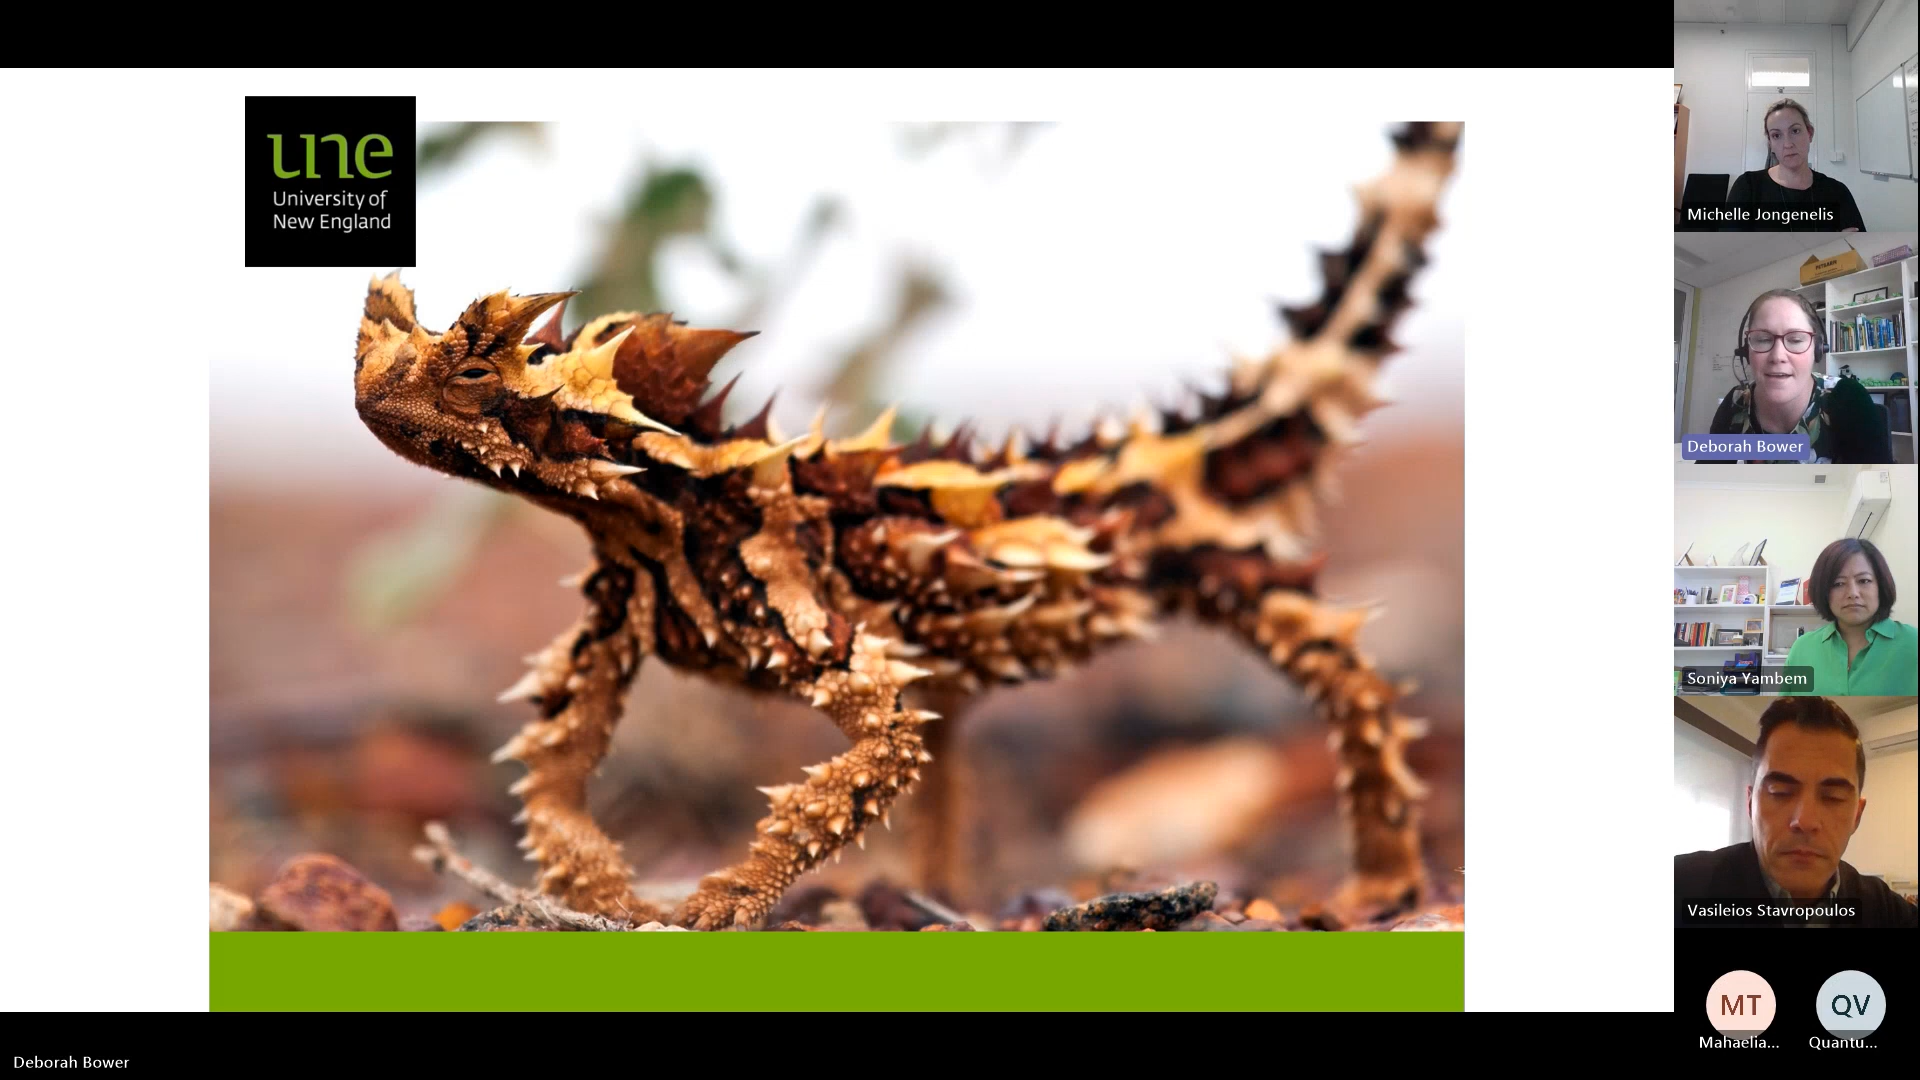 une
University of
New England
Michelle Jongenelis
Deborah Bower
Soniya Yambem
Vasileios Stavropoulos
MT
QV
Mahaelia...
Quantu...
Deborah Bower